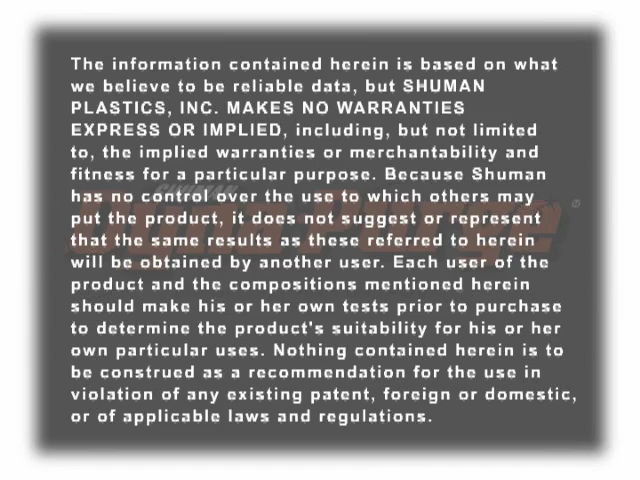 The information contained herein is based on what
we believe to be reliable data, but SHUMAN
PLASTICS, INC. MAKES NO WARRANTIES
EXPRESS OR IMPLIED, including, but not limited
to, the implied warranties or merchantability and
fitness for a particular purpose. Because Shuman
has no control over the use to which others may
put the product, it does not suggest or represent
that the same results as these referred to herein
will be obtained by another user. Each user of the
product and the compositions mentioned herein
should make his or her own tests prior to purchase
to determine the product's suitability for his or her
own particular uses. Nothing contained herein is to
be construed as a recommendation for the use in
violation of any existing patent, foreign or domestic,
or of applicable laws and regulations.
SHUMAN
Dyna-Purge®